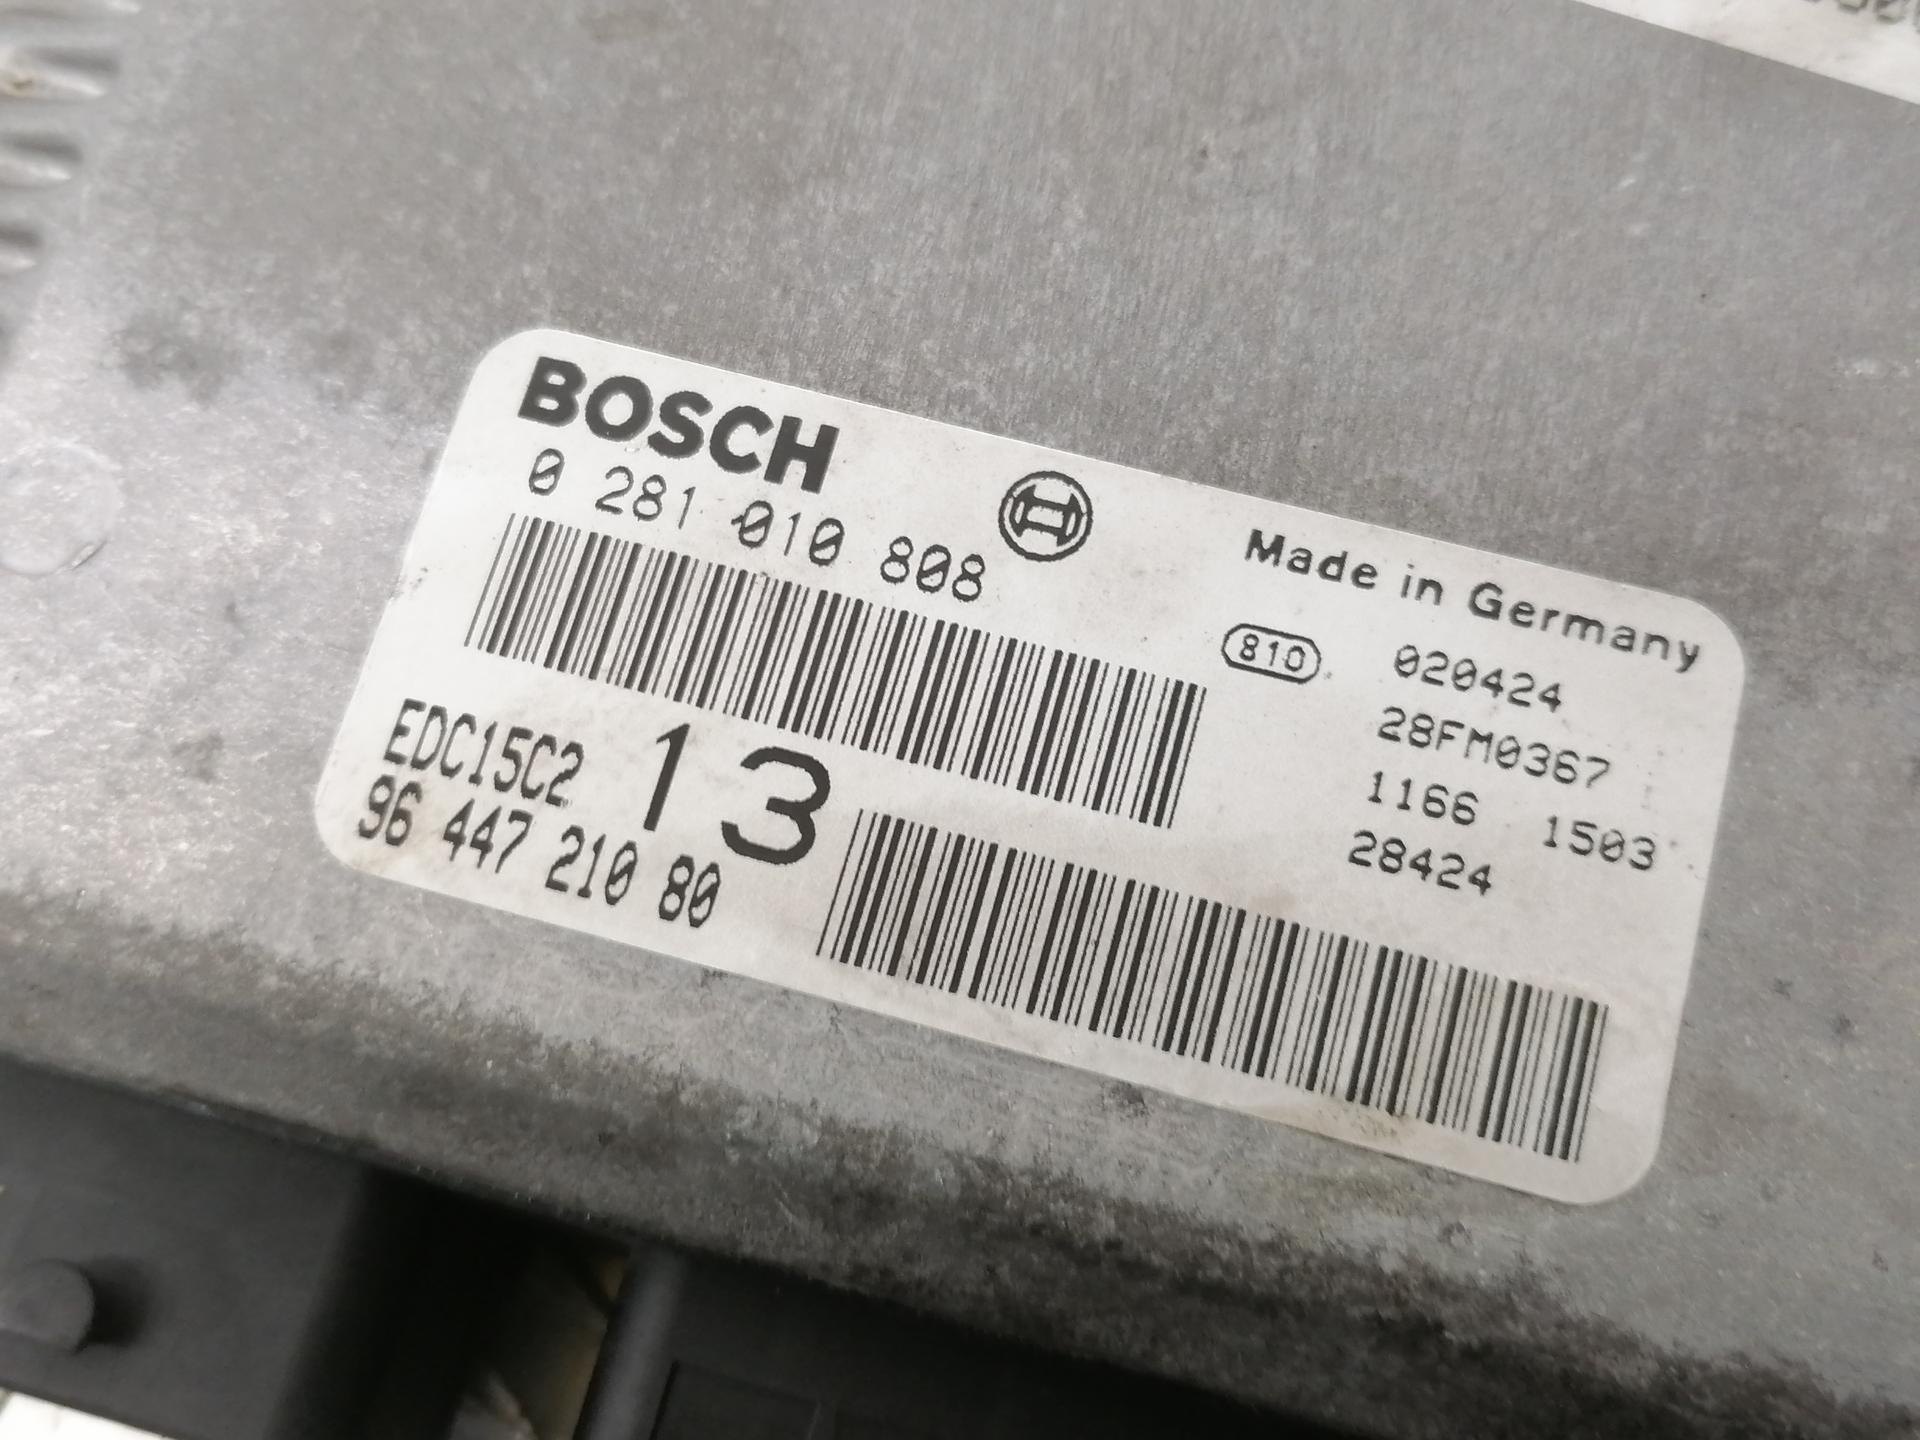 BOSCH
0 281 010 808
Made in Germany
810
020424
28FM0367
1166 1503
28424
EDC15C2
13
96 447 210 80